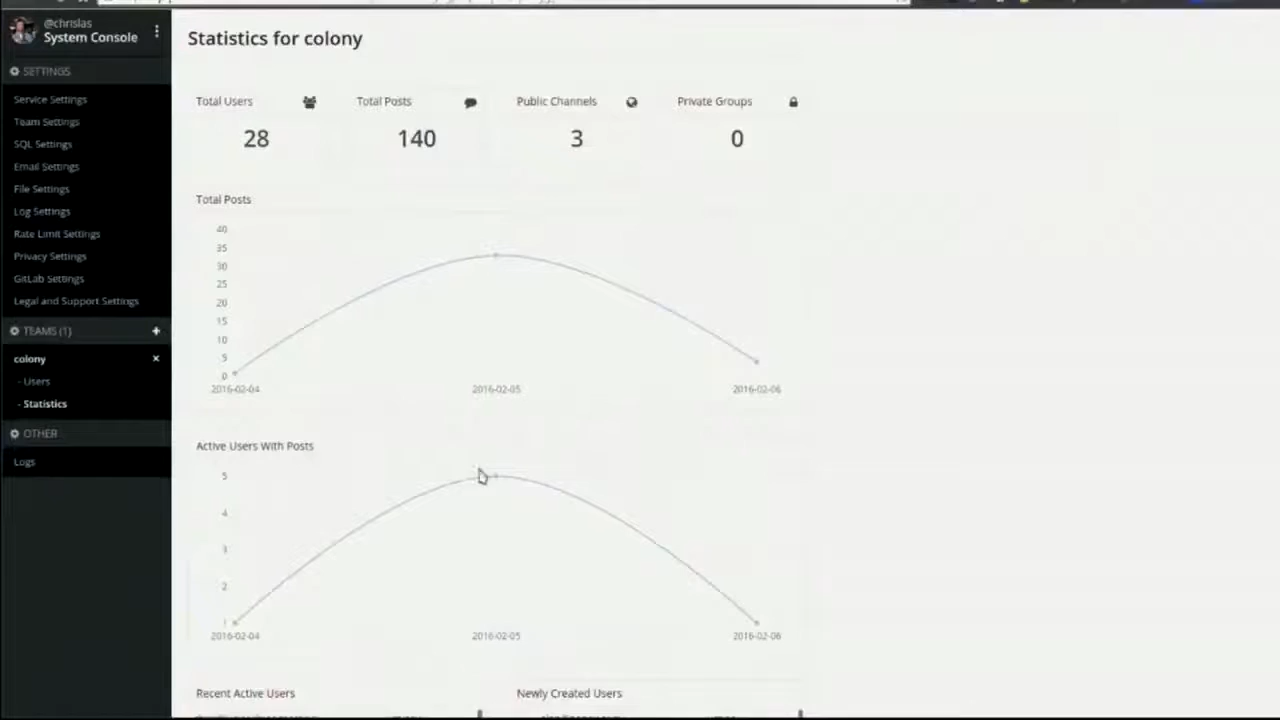 @chrislas
System Console
SETTINGS
Service Settings
Team Settings
SQL Settings
Email Settings
File Settings
Log Settings
Rate Limit Settings
Privacy Settings
GitLab Settings
Legal and Support Settings
TEAMS (1)
colony
- Users
- Statistics
OTHER
Logs
Statistics for colony
Total Users
28
Total Posts
140
Public Channels
3
Private Groups
0
Total Posts
40
35
30
25
20
15
10
5
0
2016-02-04 2016-02-05 2016-02-06
Active Users With Posts
5
4
3
2
1
2016-02-04 2016-02-05 2016-02-06
Recent Active Users
Newly Created Users